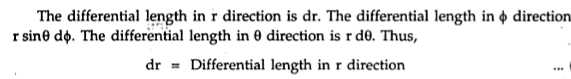 The differential length in r direction is dr. The differential length in ϕ direction
r sinθ dϕ. The differential length in θ direction is r dθ. Thus,
dr = Differential length in r direction ...